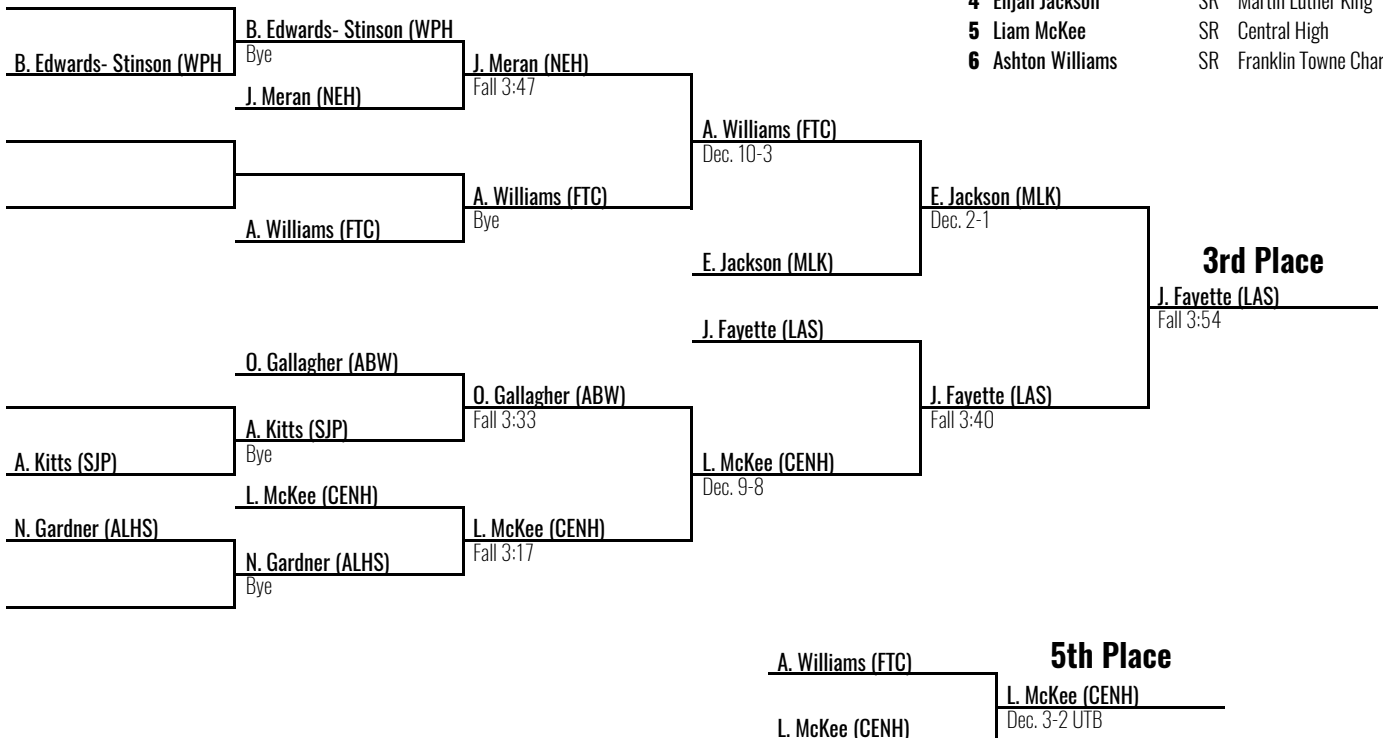 4 Elijah Jackson SR Martin Luther King
5 Liam McKee SR Central High
6 Ashton Williams SR Franklin Towne Char
B. Edwards- Stinson (WPH
B. Edwards- Stinson (WPH
Bye
J. Meran (NEH)
J. Meran (NEH)
Fall 3:47
A. Williams (FTC)
Dec. 10-3
A. Williams (FTC)
A. Williams (FTC)
Bye
E. Jackson (MLK)
E. Jackson (MLK)
Dec. 2-1
3rd Place
J. Fayette (LAS)
Fall 3:54
J. Fayette (LAS)
J. Fayette (LAS)
Fall 3:40
O. Gallagher (ABW)
O. Gallagher (ABW)
Fall 3:33
A. Kitts (SJP)
A. Kitts (SJP)
Bye
L. McKee (CENH)
Dec. 9-8
L. McKee (CENH)
L. McKee (CENH)
Fall 3:17
N. Gardner (ALHS)
N. Gardner (ALHS)
Bye
5th Place
A. Williams (FTC)
L. McKee (CENH)
Dec. 3-2 UTB
L. McKee (CENH)